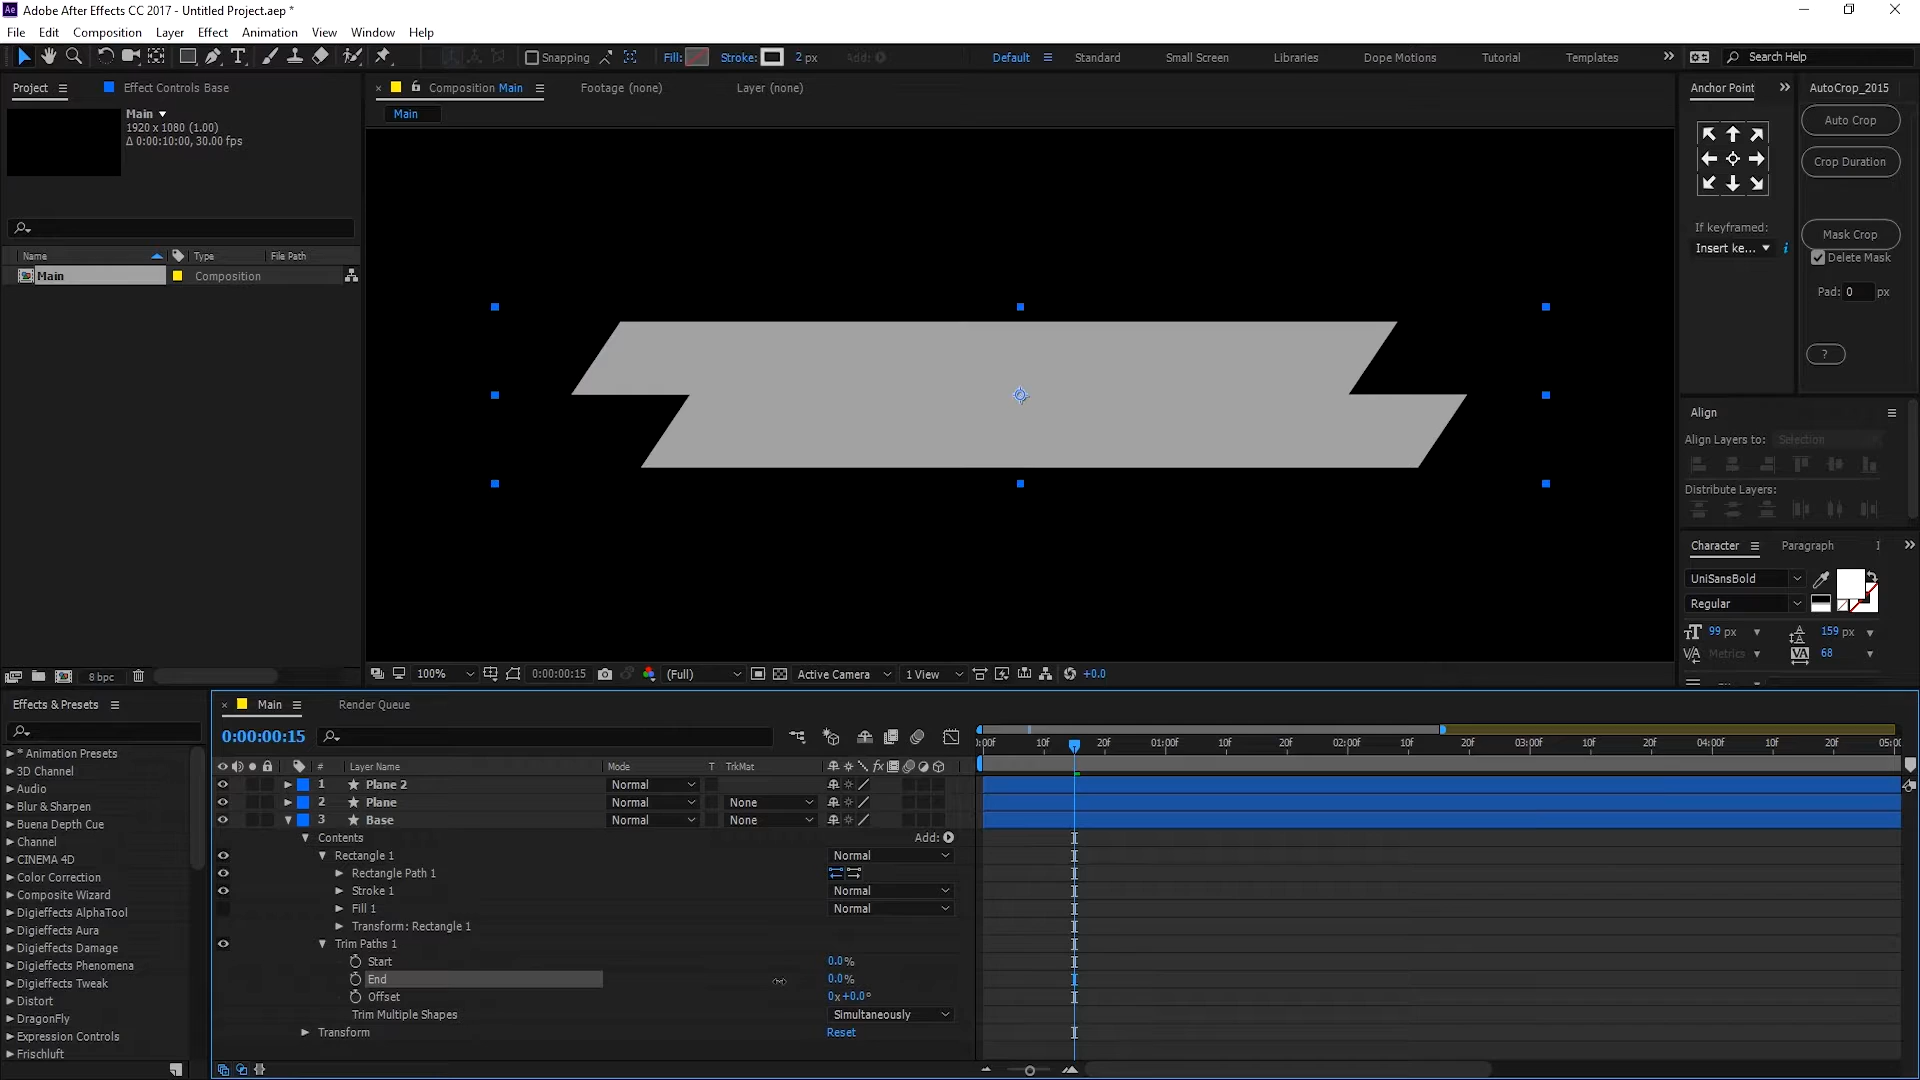 Adobe After Effects CC 2017 - Untitled Project.aep *
File Edit Composition Layer Effect Animation View Window Help
Snapping Fill: Stroke: 2 px Add: Default Standard Small Screen Libraries Dope Motions Tutorial Templates Search Help
Project Effect Controls Base
Main
1920 x 1080 (1.00)
Δ 0:00:10:00, 30.00 fps
Name Type File Path
Main Composition
8 bpc
Composition Main Footage (none) Layer (none)
Main
100% 0:00:00:15 (Full) Active Camera 1 View +0.0
Anchor Point AutoCrop_2015
Auto Crop
Crop Duration
If keyframed:
Insert ke...
Mask Crop
Delete Mask
Pad: 0 px
?
Align
Align Layers to: Selection
Distribute Layers:
Character Paragraph
UniSansBold
Regular
99 px 159 px
Metrics 68
Effects & Presets
* Animation Presets
3D Channel
Audio
Blur & Sharpen
Buena Depth Cue
Channel
CINEMA 4D
Color Correction
Composite Wizard
Digieffects AlphaTool
Digieffects Aura
Digieffects Damage
Digieffects Phenomena
Digieffects Tweak
Distort
DragonFly
Expression Controls
Frischluft
Main Render Queue
0:00:00:15
:00f 10f 20f 01:00f 10f 20f 02:00f 10f 20f 03:00f 10f 20f 04:00f 10f 20f 05:00
# Layer Name Mode T TrkMat
1 Plane 2 Normal
2 Plane Normal None
3 Base Normal None
Contents Add:
Rectangle 1 Normal
Rectangle Path 1
Stroke 1 Normal
Fill 1 Normal
Transform: Rectangle 1
Trim Paths 1
Start 0.0%
End 0.0%
Offset 0x+0.0°
Trim Multiple Shapes Simultaneously
Transform Reset